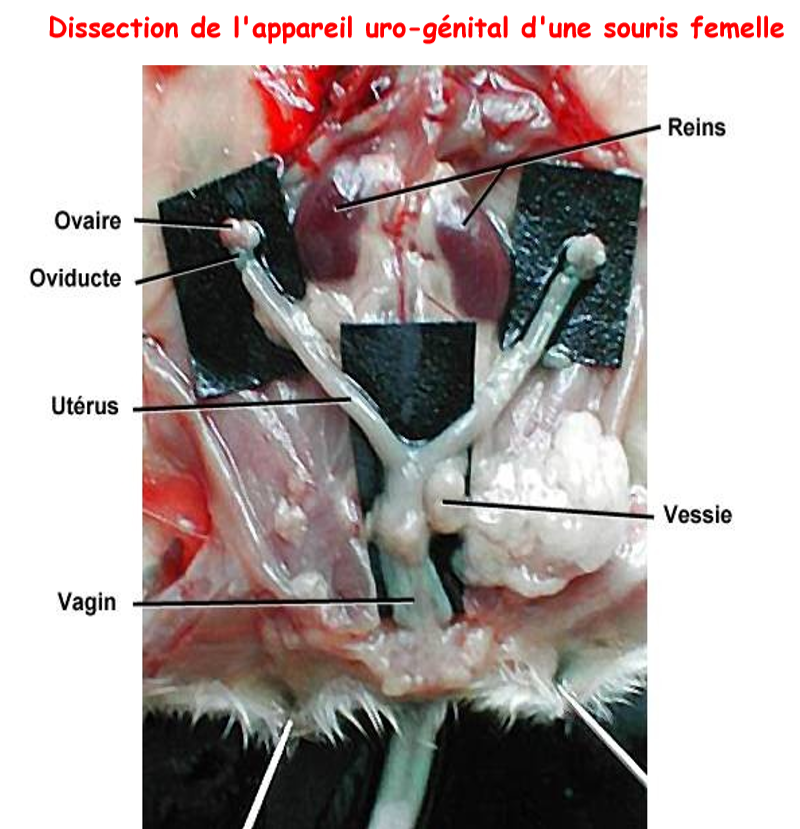 Dissection de l'appareil uro-génital d'une souris femelle
Reins
Ovaire
Oviducte
Utérus
Vessie
Vagin